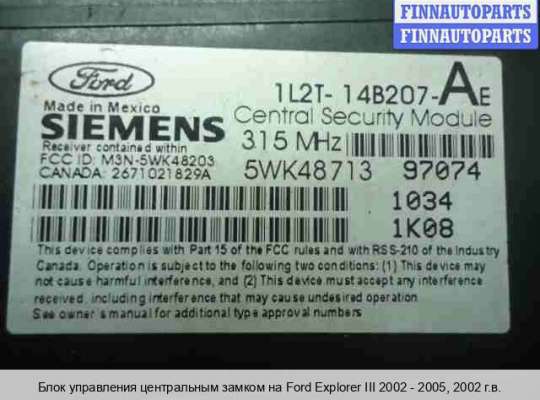 FINNAUTOPARTS
FINNAUTOPARTS
Ford
Made in Mexico
SIEMENS
Receiver contained within
FCC ID: M3N-5WK48203
CANADA: 2671021829A
1L2T- 14B207-AE
Central Security Module
315 MHz
5WK48713 97074
1034
1K08
This device complies with Part 15 of the FCC rules and with RSS-210 of the Industry
Canada. Operation is subject to the following two conditions: (1) This device may
not cause harmful interference, and (2) This device must accept any interference
received, including interference that may cause undesired operation.
See owner's manual for additional type approval numbers
Блок управления центральным замком на Ford Explorer III 2002 - 2005, 2002 г.в.